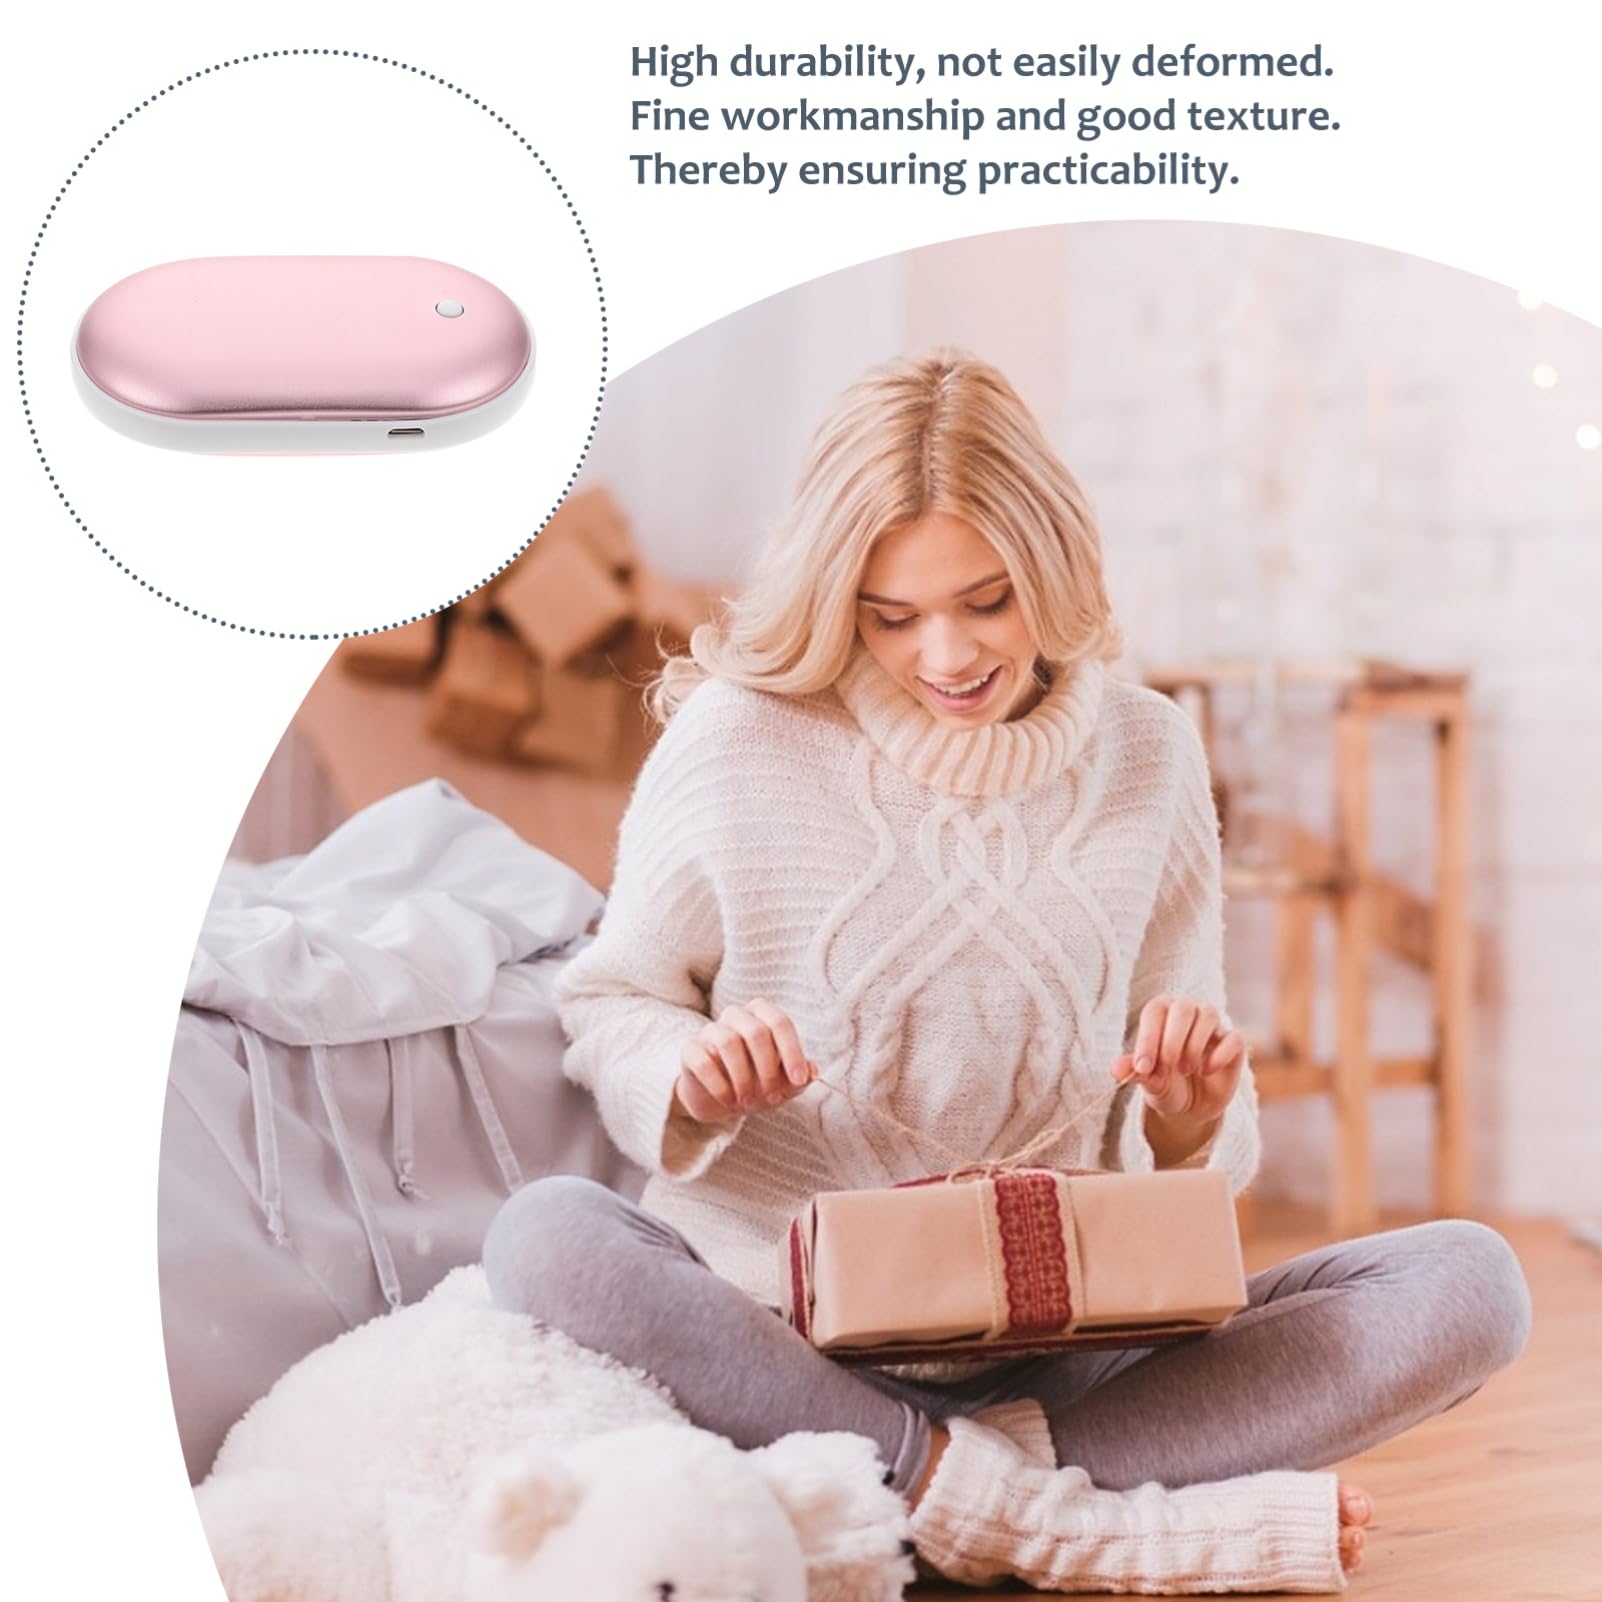 High durability, not easily deformed.
Fine workmanship and good texture.
Thereby ensuring practicability.